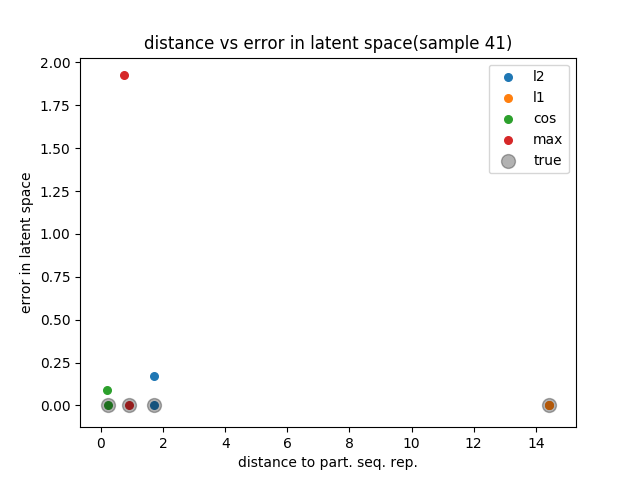 distance vs error in latent space(sample 41)
2.00
1.75
1.50
1.25
1.00
0.75
0.50
0.25
0.00
error in latent space
l2
l1
cos
max
true
0 2 4 6 8 10 12 14
distance to part. seq. rep.